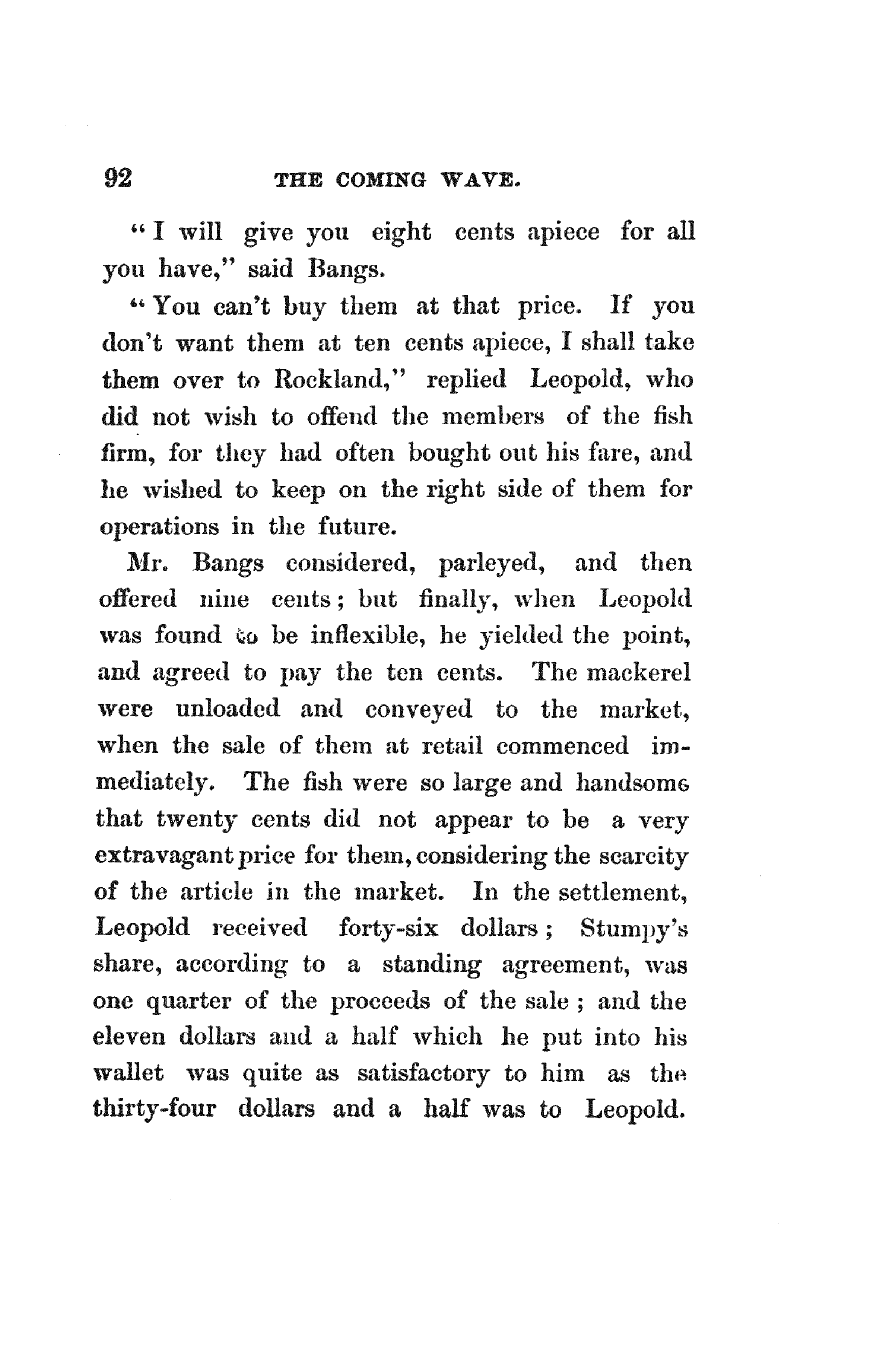 92 THE COMING WAVE.
“I will give you eight cents apiece for all
you have,” said Bangs.
“You can’t buy them at that price. If you
don’t want them at ten cents apiece, I shall take
them over to Rockland,” replied Leopold, who
did not wish to offend the members of the fish
firm, for they had often bought out his fare, and
he wished to keep on the right side of them for
operations in the future.
Mr. Bangs considered, parleyed, and then
offered nine cents; but finally, when Leopold
was found to be inflexible, he yielded the point,
and agreed to pay the ten cents. The mackerel
were unloaded and conveyed to the market,
when the sale of them at retail commenced im-
mediately. The fish were so large and handsome
that twenty cents did not appear to be a very
extravagant price for them, considering the scarcity
of the article in the market. In the settlement,
Leopold received forty-six dollars; Stumpy’s
share, according to a standing agreement, was
one quarter of the proceeds of the sale; and the
eleven dollars and a half which he put into his
wallet was quite as satisfactory to him as the
thirty-four dollars and a half was to Leopold.